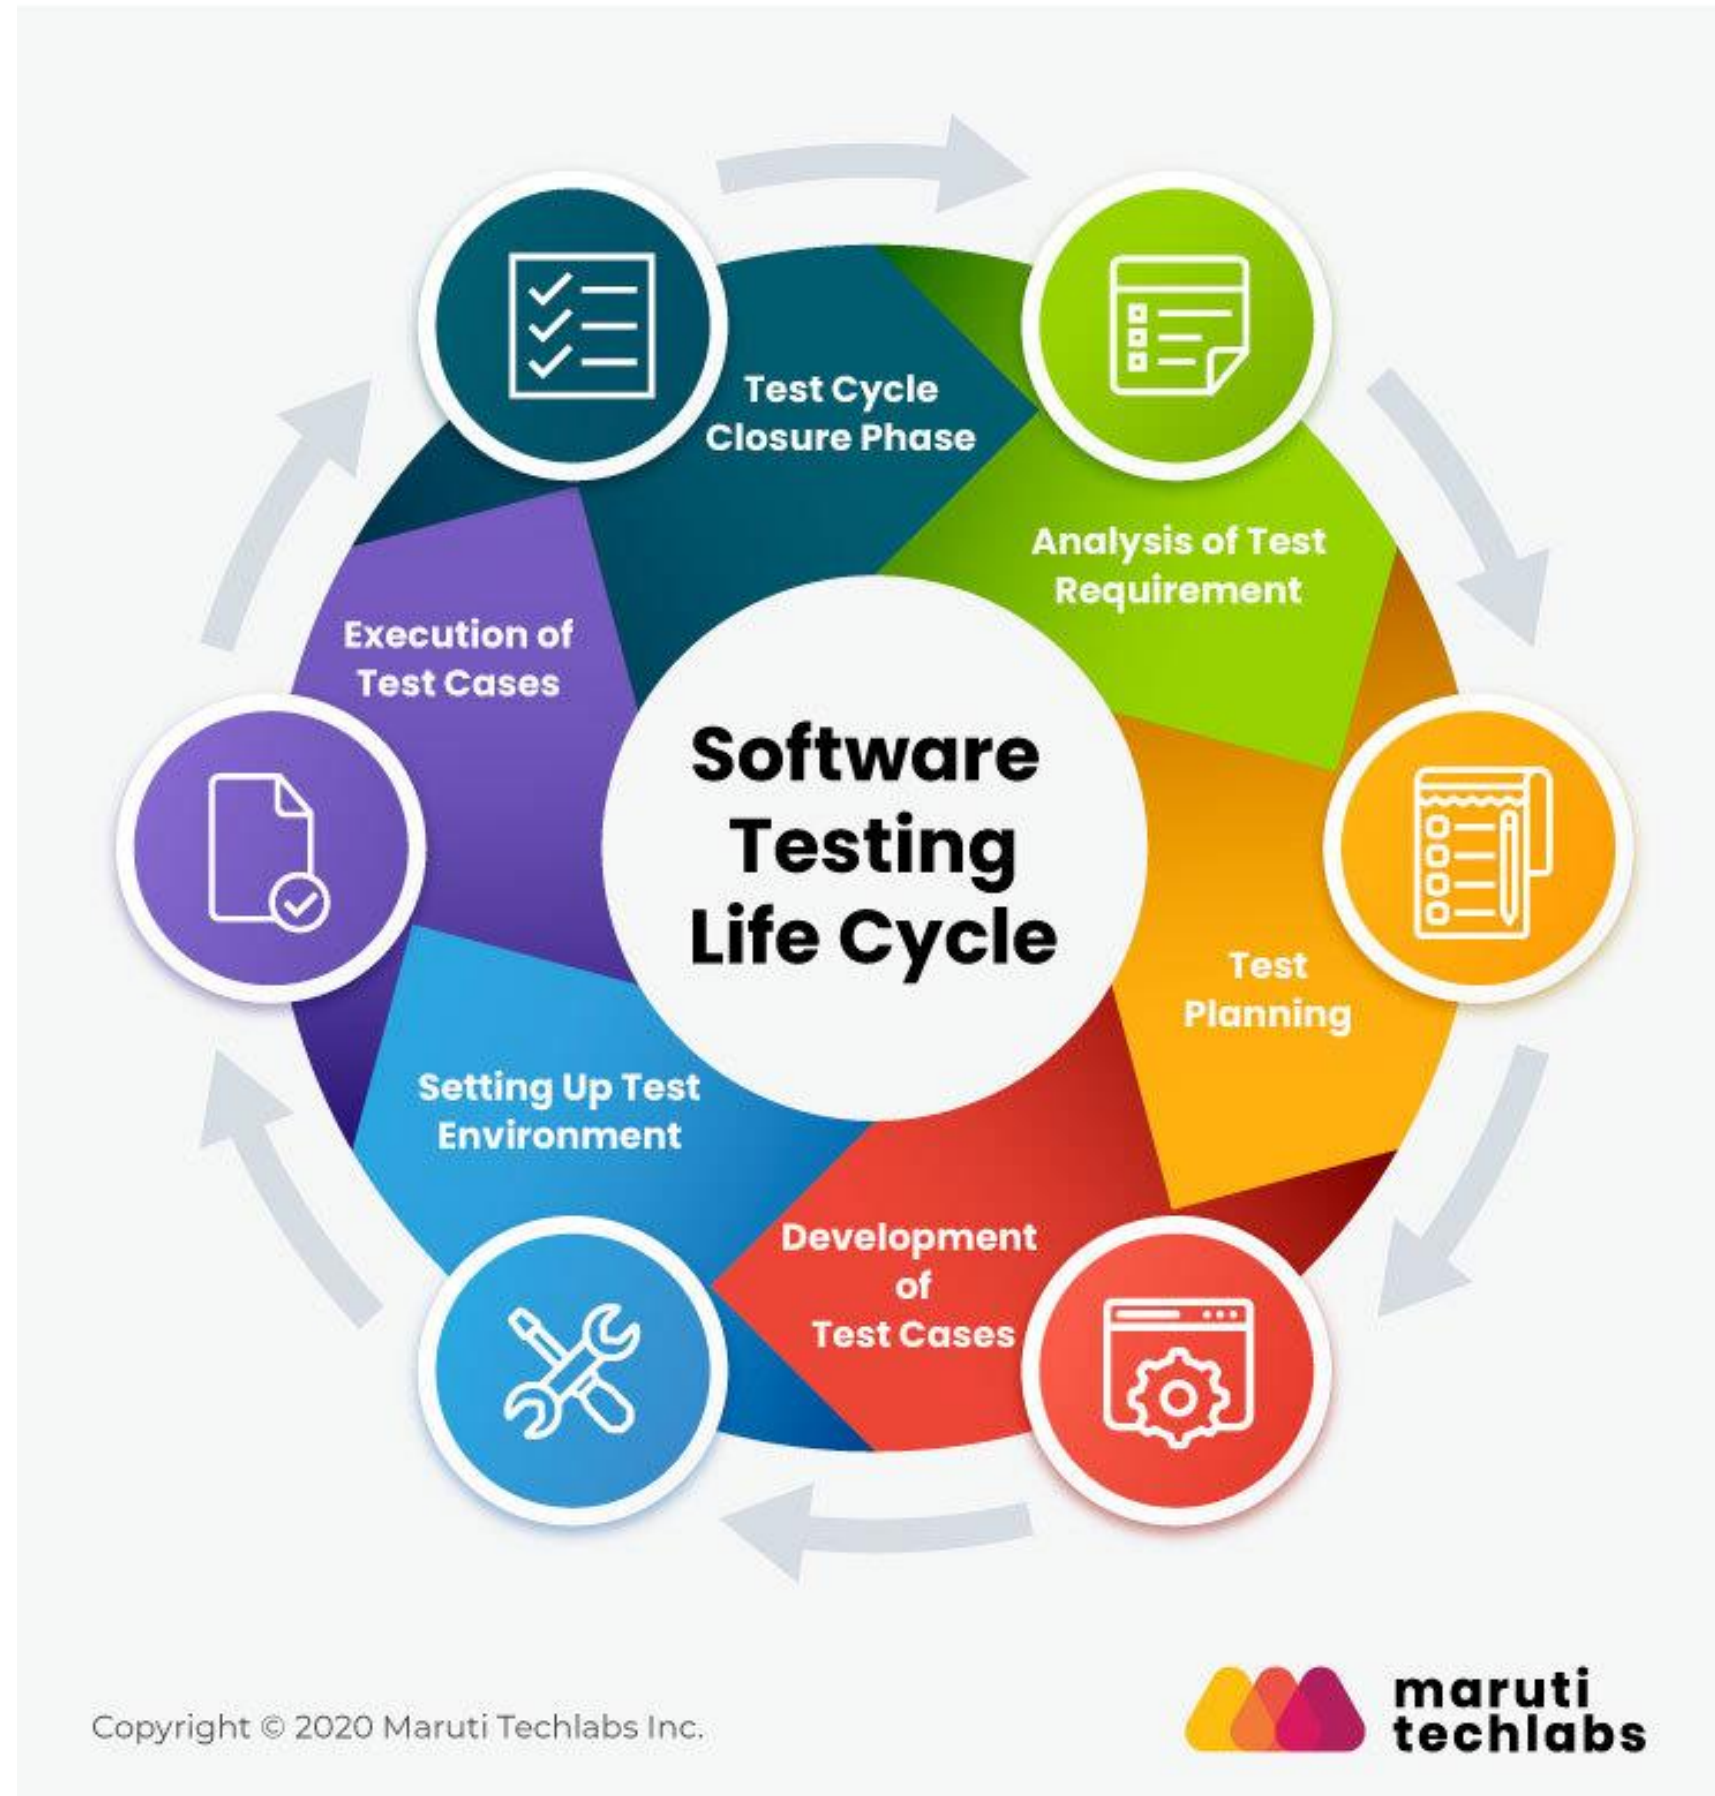 Test Cycle
Closure Phase
Analysis of Test
Requirement
Execution of
Test Cases
Software
Testing
Life Cycle
Test
Planning
Setting Up Test
Environment
Development
of
Test Cases
Copyright © 2020 Maruti Techlabs Inc.
maruti
techlabs